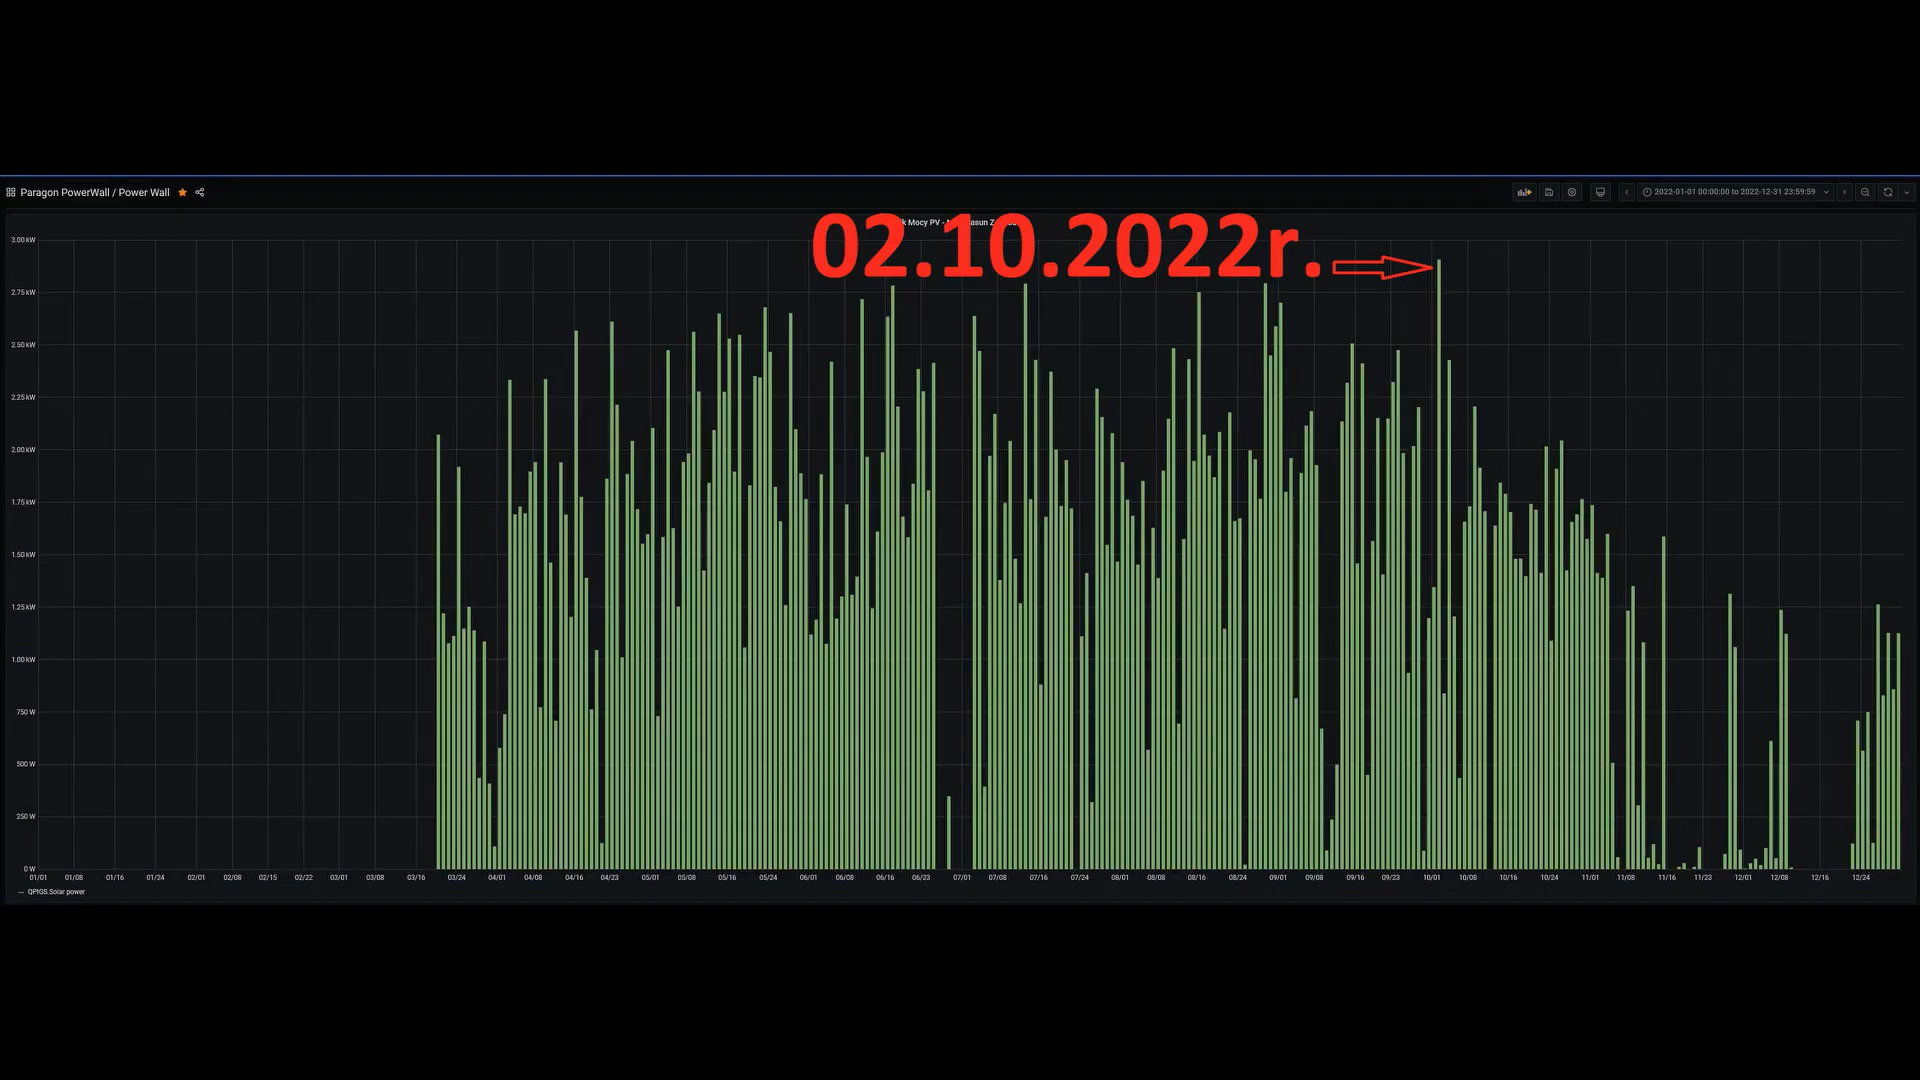 Paragon PowerWall / Power Wall
2022-01-01 00:00:00 to 2022-12-31 23:59:59
Mocy PV -
02.10.2022r.
3.00 kW
2.75 kW
2.50 kW
2.25 kW
2.00 kW
1.75 kW
1.50 kW
1.25 kW
1.00 kW
750 W
500 W
250 W
0 W
01/01 01/08 01/16 01/24 02/01 02/08 02/15 02/22 03/01 03/08 03/16 03/24 04/01 04/08 04/16 04/23 05/01 05/08 05/16 05/24 06/01 06/08 06/16 06/23 07/01 07/08 07/16 07/24 08/01 08/08 08/16 08/24 09/01 09/08 09/16 09/23 10/01 10/08 10/16 10/24 11/01 11/08 11/16 11/23 12/01 12/08 12/16 12/24
QPIGS.Solar power